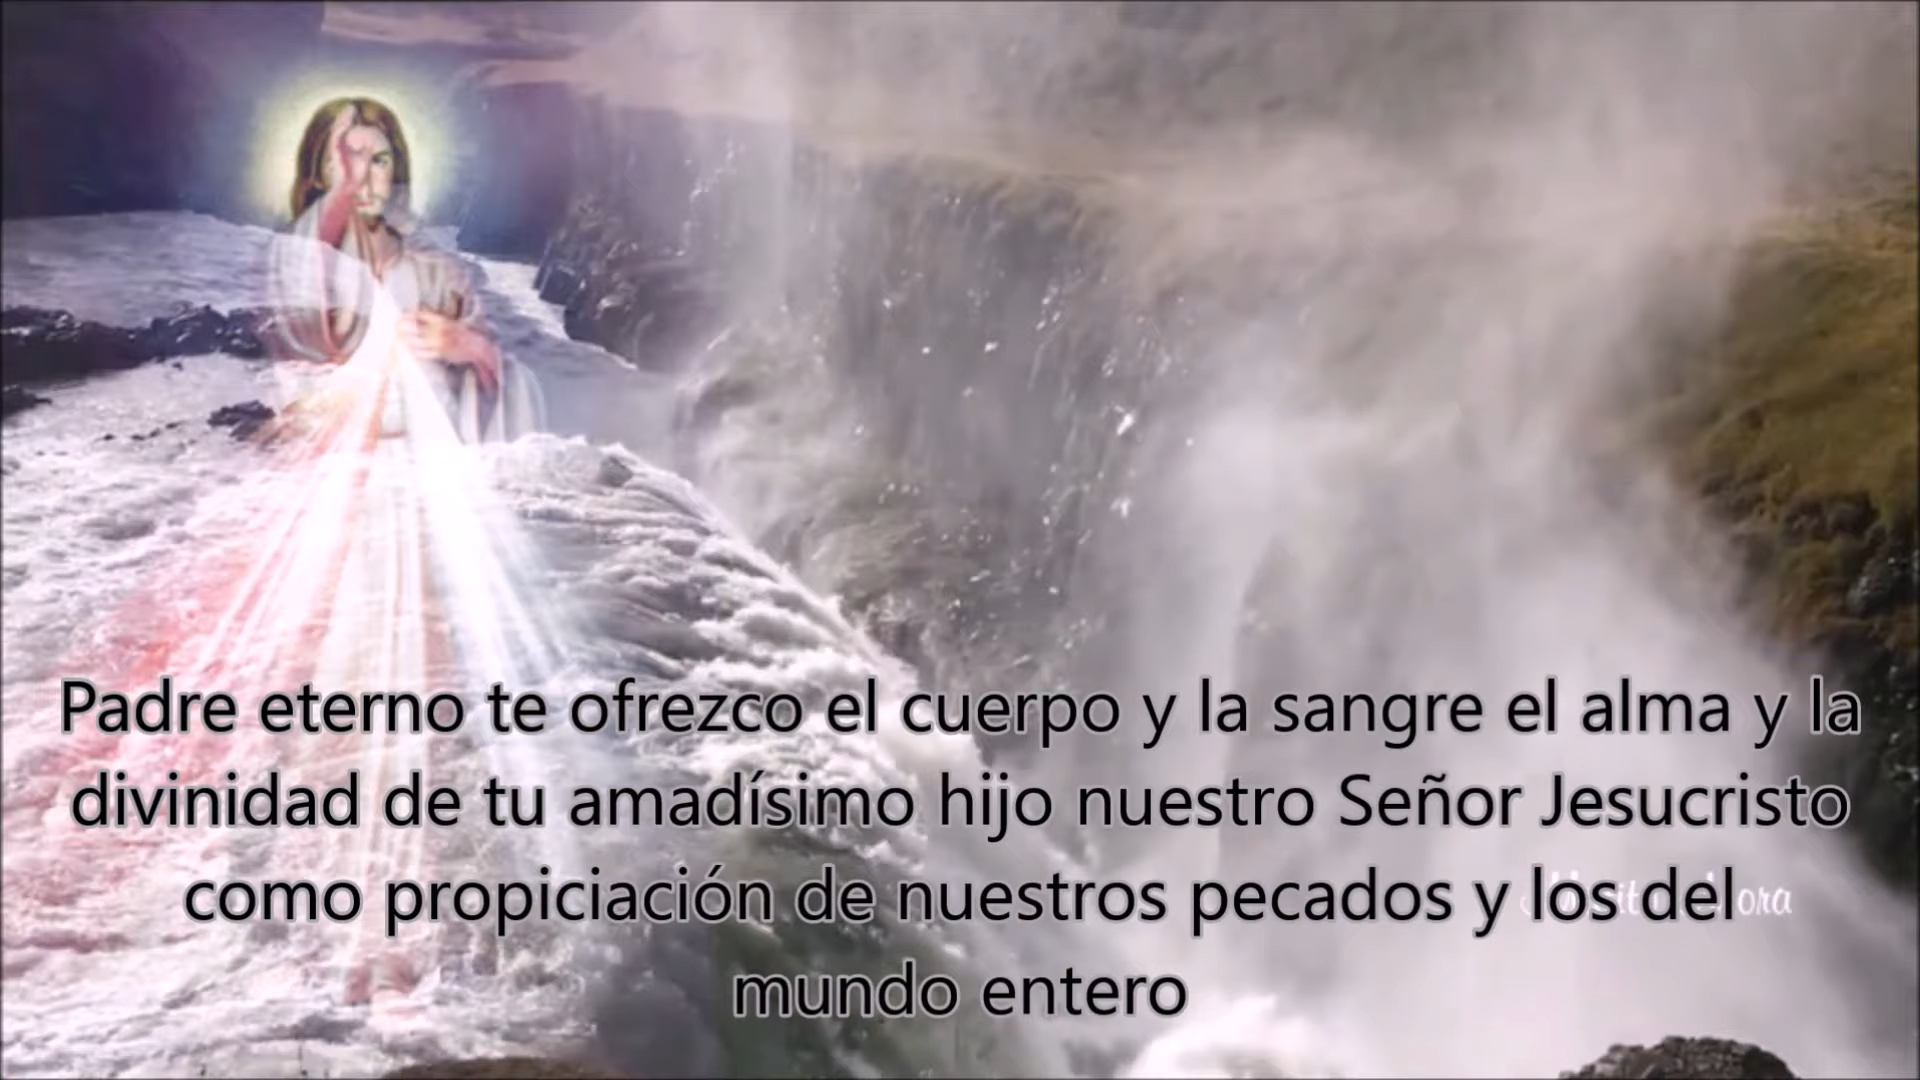 Padre eterno te ofrezco el cuerpo y la sangre el alma y la
divinidad de tu amadísimo hijo nuestro Señor Jesucristo
como propiciación de nuestros pecados y los del
mundo entero